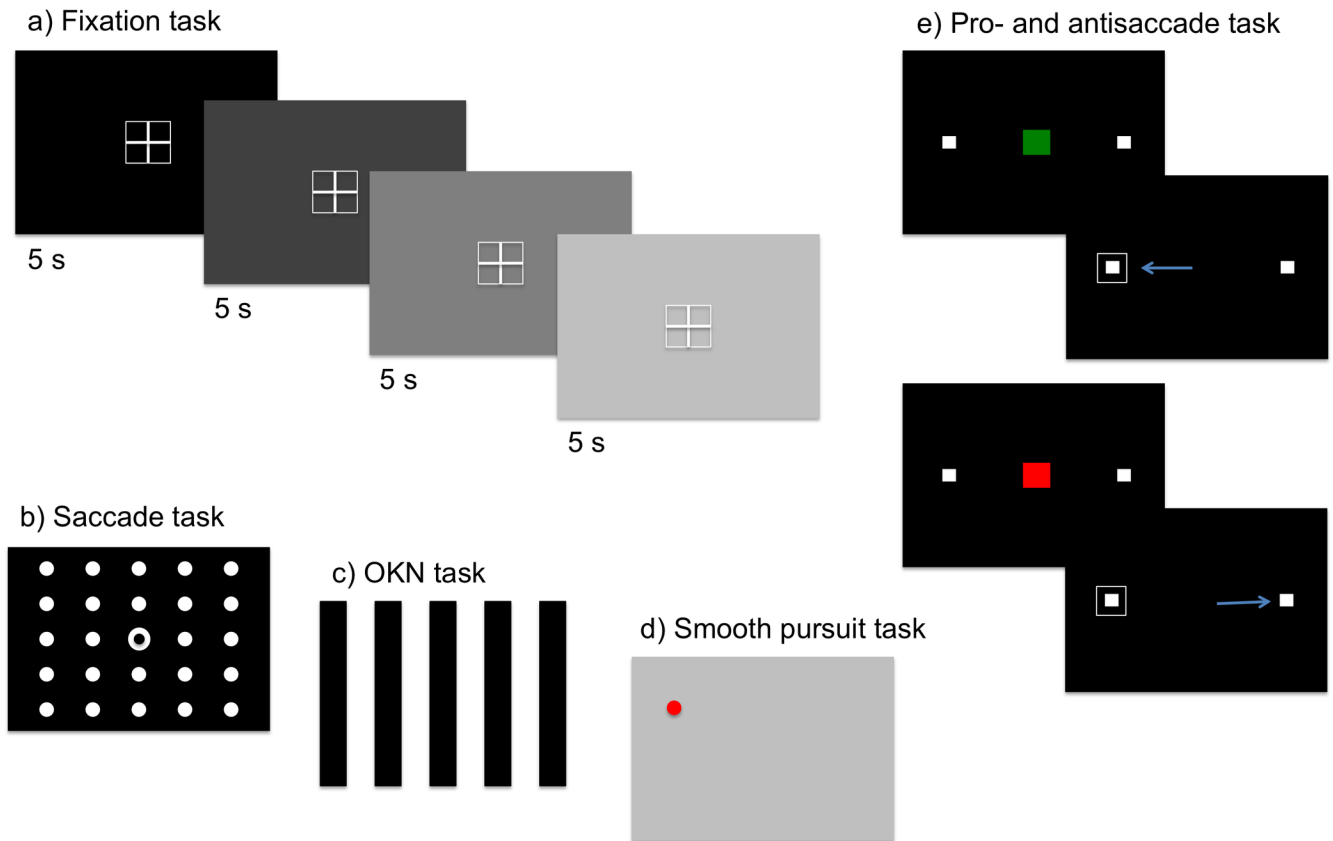 a) Fixation task
5 s
5 s
5 s
5 s
b) Saccade task
c) OKN task
d) Smooth pursuit task
e) Pro- and antisaccade task